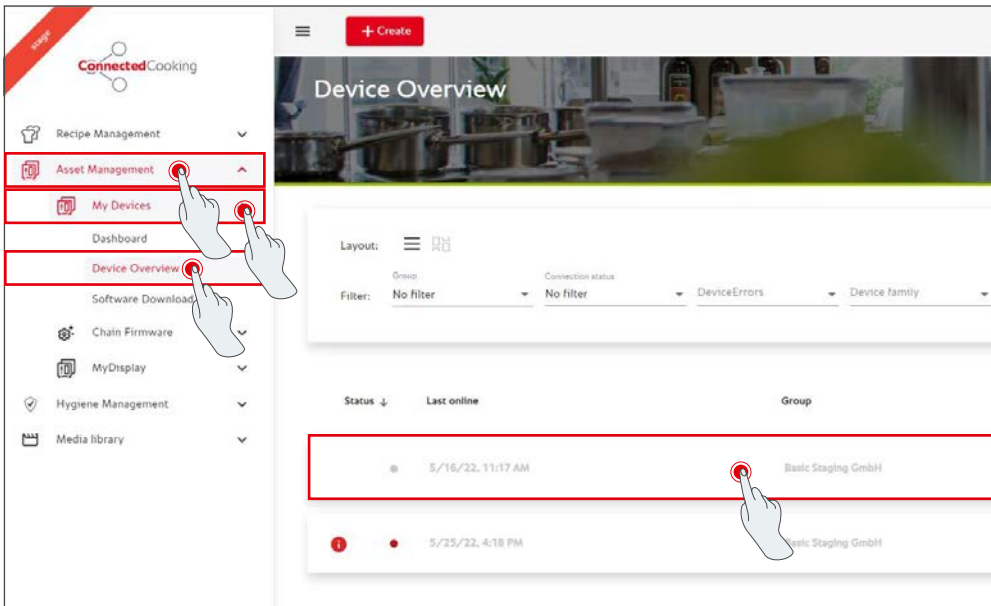 stage
ConnectedCooking
Recipe Management
Asset Management
My Devices
Dashboard
Device Overview
Software Download
Chain Firmware
MyDisplay
Hygiene Management
Media library
+ Create
Device Overview
Layout:
Group
Connection status
Filter: No filter No filter DeviceErrors Device family
Status ↓ Last online Group
5/16/22, 11:17 AM Basic Staging GmbH
5/25/22, 4:18 PM Basic Staging GmbH